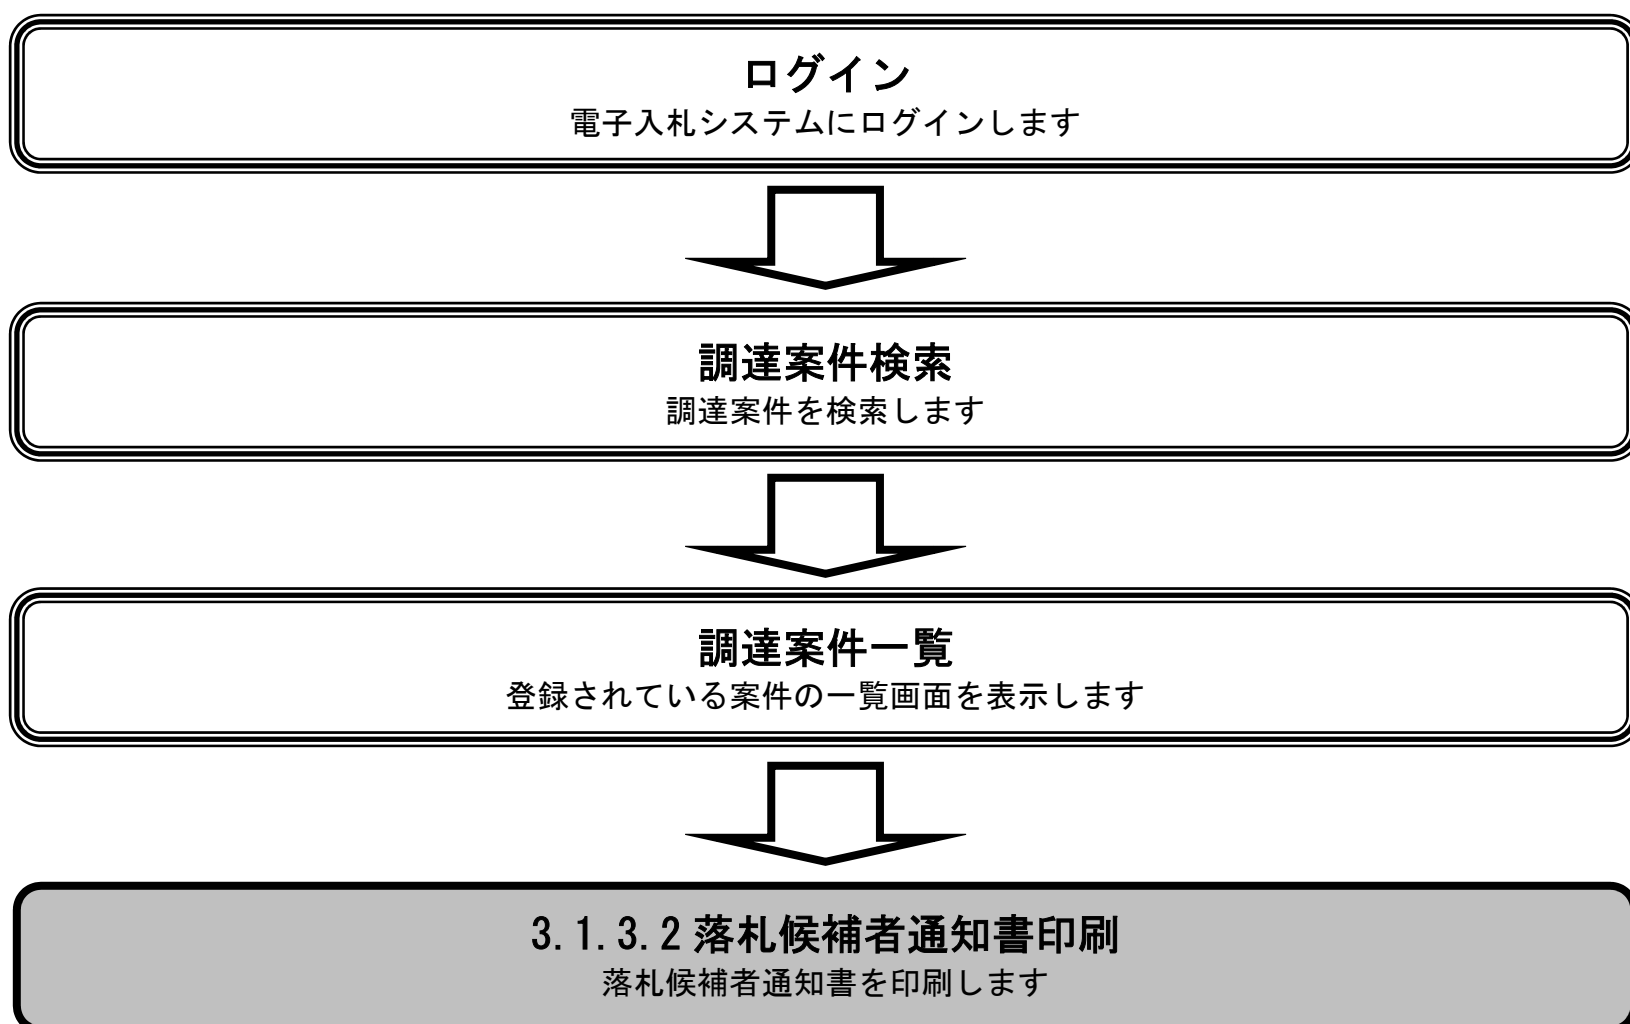 ログイン
電子入札システムにログインします
調達案件検索
調達案件を検索します
調達案件一覧
登録されている案件の一覧画面を表示します
3.1.3.2 落札候補者通知書印刷
落札候補者通知書を印刷します